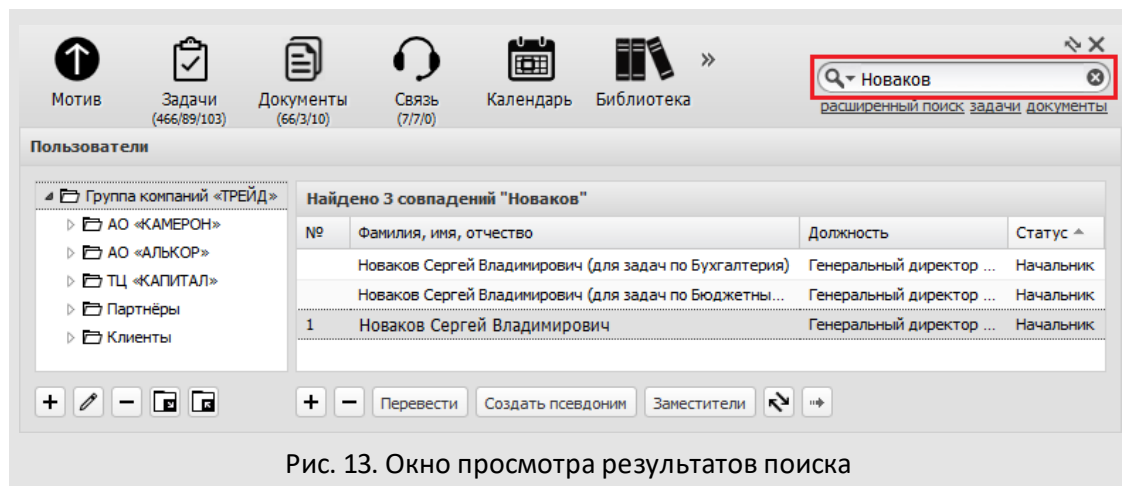 Новаков
Мотив Задачи Документы Связь Календарь Библиотека »
(466/89/103) (66/3/10) (7/7/0)
расширенный поиск задачи документы
Пользователи
Группа компаний «ТРЕЙД»
АО «КАМЕРОН»
АО «АЛЬКОР»
ТЦ «КАПИТАЛ»
Партнёры
Клиенты
Найдено 3 совпадений "Новаков"
№ Фамилия, имя, отчество Должность Статус
Новаков Сергей Владимирович (для задач по Бухгалтерия) Генеральный директор ... Начальник
Новаков Сергей Владимирович (для задач по Бюджетны... Генеральный директор ... Начальник
1 Новаков Сергей Владимирович Генеральный директор ... Начальник
Перевести Создать псевдоним Заместители
Рис. 13. Окно просмотра результатов поиска